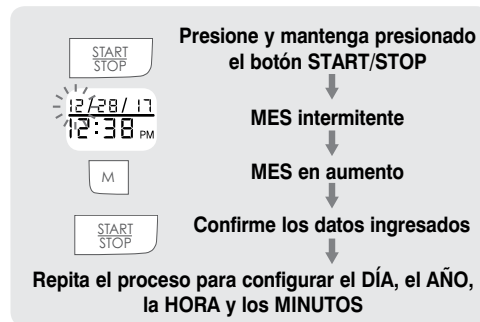 START
STOP
Presione y mantenga presionado
el botón START/STOP
12/28/17
12:38 PM
MES intermitente
M
MES en aumento
START
STOP
Confirme los datos ingresados
Repita el proceso para configurar el DÍA, el AÑO,
la HORA y los MINUTOS